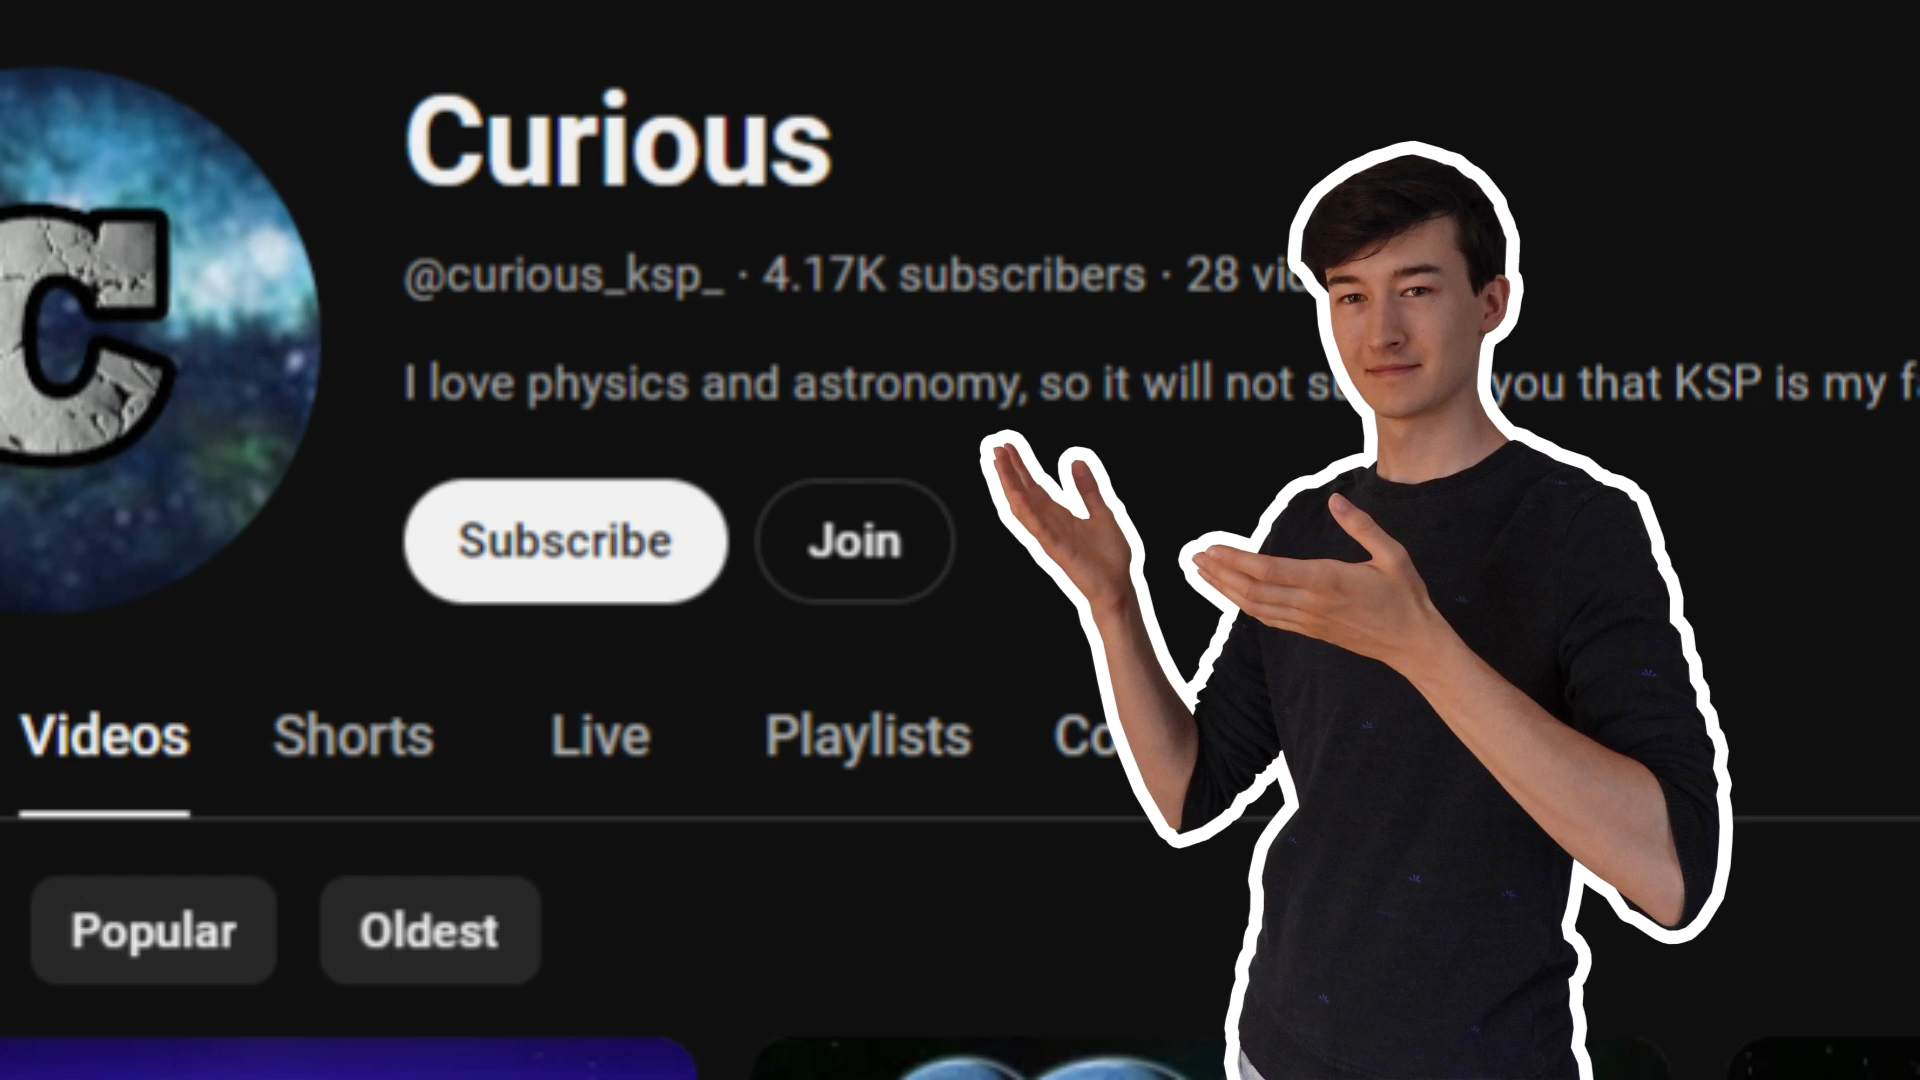 Curious
C
@curious_ksp_ · 4.17K subscribers · 28
I love physics and astronomy, so it will not you that KSP is my
Subscribe Join
Videos Shorts Live Playlists
Popular Oldest